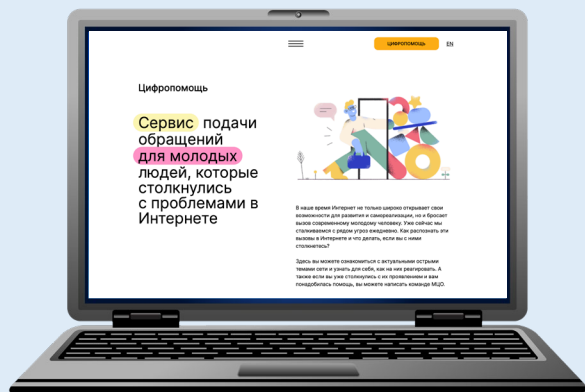 ЦИФРОПОМОЩЬ
EN
Цифропомощь
Сервис подачи
обращений
для молодых
людей, которые
столкнулись
с проблемами в
Интернете
В наше время Интернет не только широко открывает свои
возможности для развития и самореализации, но и бросает
вызов современному молодому человеку. Уже сейчас мы
сталкиваемся с рядом угроз ежедневно. Как распознать эти
вызовы в Интернете и что делать, если вы с ними
столкнетесь?
Здесь вы можете ознакомиться с актуальными острыми
темами сети и узнать для себя, как на них реагировать. А
также если вы уже столкнулись с их проявлением и вам
понадобилась помощь, вы можете написать команде МЦО.